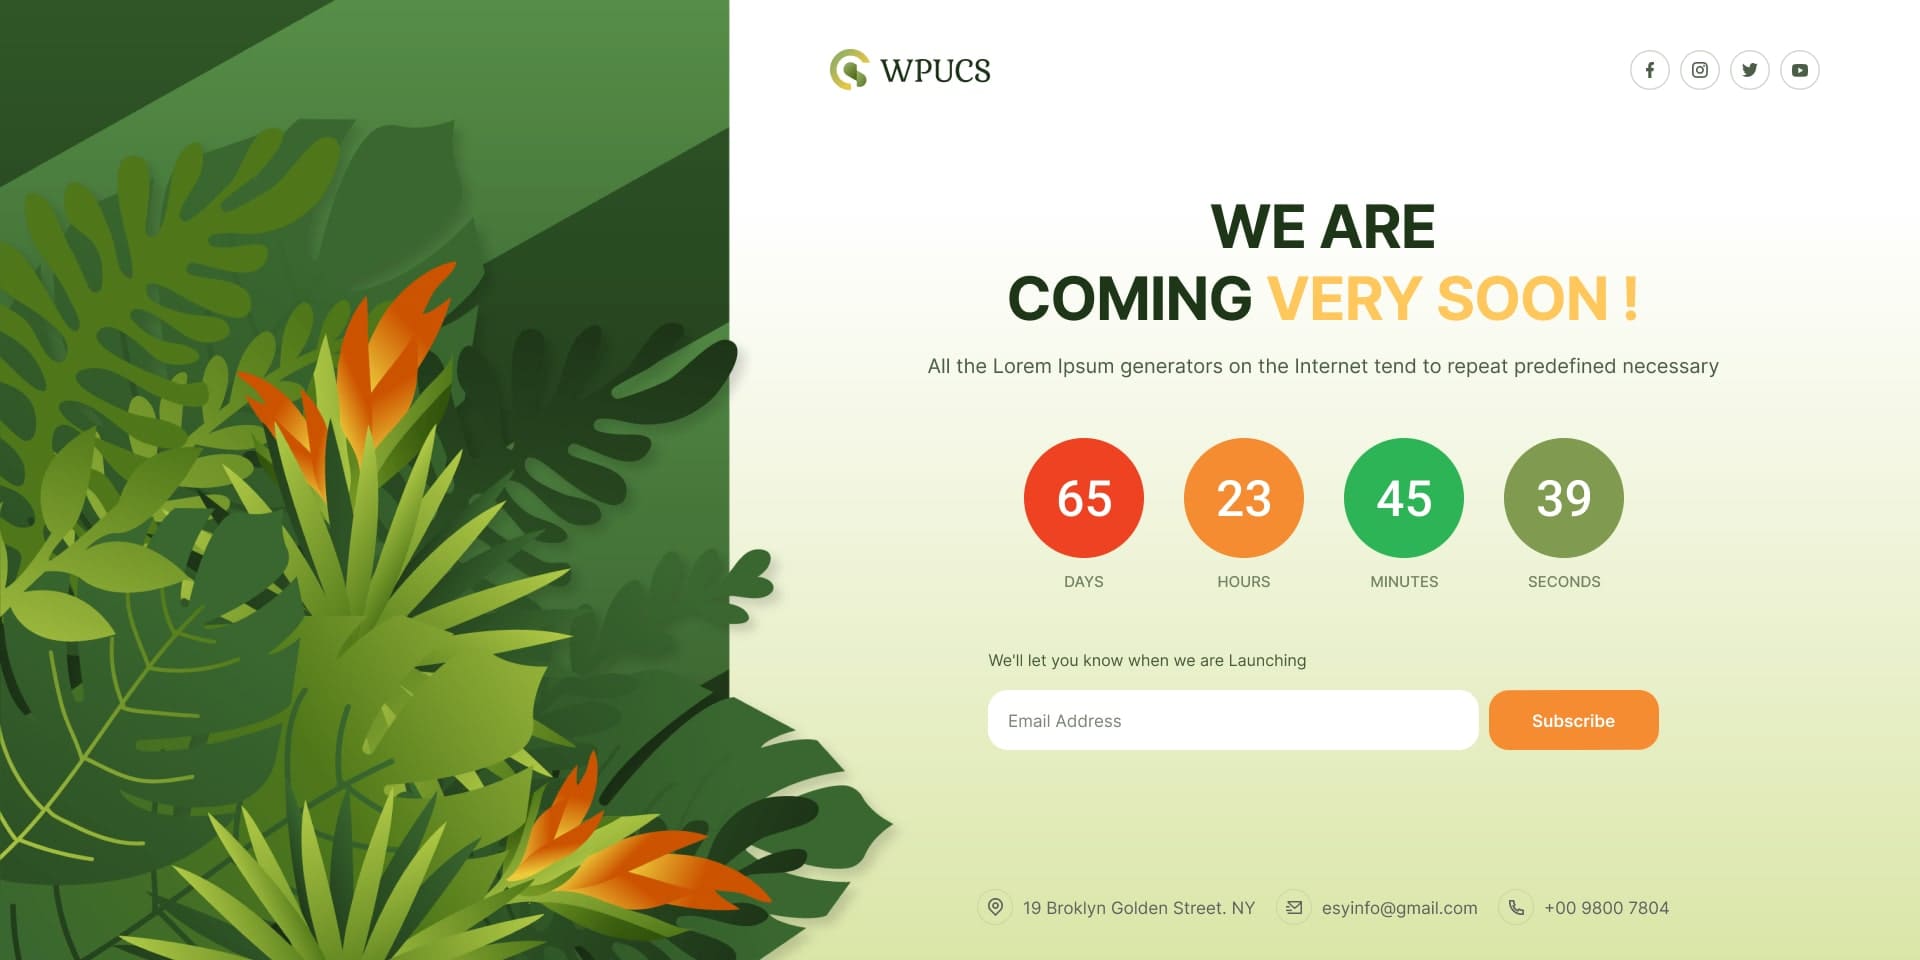 WPUCS
WE ARE
COMING VERY SOON !
All the Lorem Ipsum generators on the Internet tend to repeat predefined necessary
65 23 45 39
DAYS HOURS MINUTES SECONDS
We'll let you know when we are Launching
Email Address Subscribe
19 Broklyn Golden Street. NY esyinfo@gmail.com +00 9800 7804